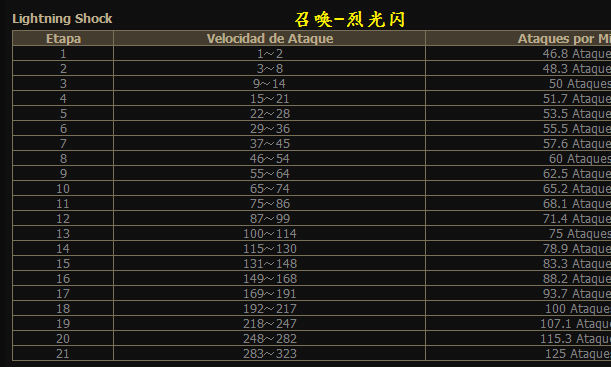 Lightning Shock 召唤-烈光闪
Etapa Velocidad de Ataque Ataques por Mi
1 1~2 46.8 Ataque
2 3~8 48.3 Ataque
3 9~14 50 Ataques
4 15~21 51.7 Ataque
5 22~28 53.5 Ataque
6 29~36 55.5 Ataque
7 37~45 57.6 Ataque
8 46~54 60 Ataques
9 55~64 62.5 Ataque
10 65~74 65.2 Ataque
11 75~86 68.1 Ataque
12 87~99 71.4 Ataque
13 100~114 75 Ataques
14 115~130 78.9 Ataque
15 131~148 83.3 Ataque
16 149~168 88.2 Ataque
17 169~191 93.7 Ataque
18 192~217 100 Ataques
19 218~247 107.1 Ataque
20 248~282 115.3 Ataque
21 283~323 125 Ataques